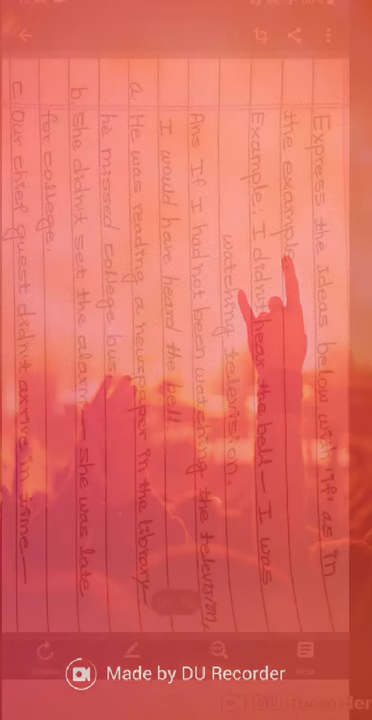 Express the Ideas below with 'if' as in
the example
Example: I didn't hear the bell - I was
watching television.
Ans If I had not been watching the television,
I would have heard the bell
a. He was reading a newspaper in the library
he missed college bus
b. She didn't set the alarm - she was late
for college.
c. Our chief guest didn't arrive in time-
Made by DU Recorder
DU Recorder